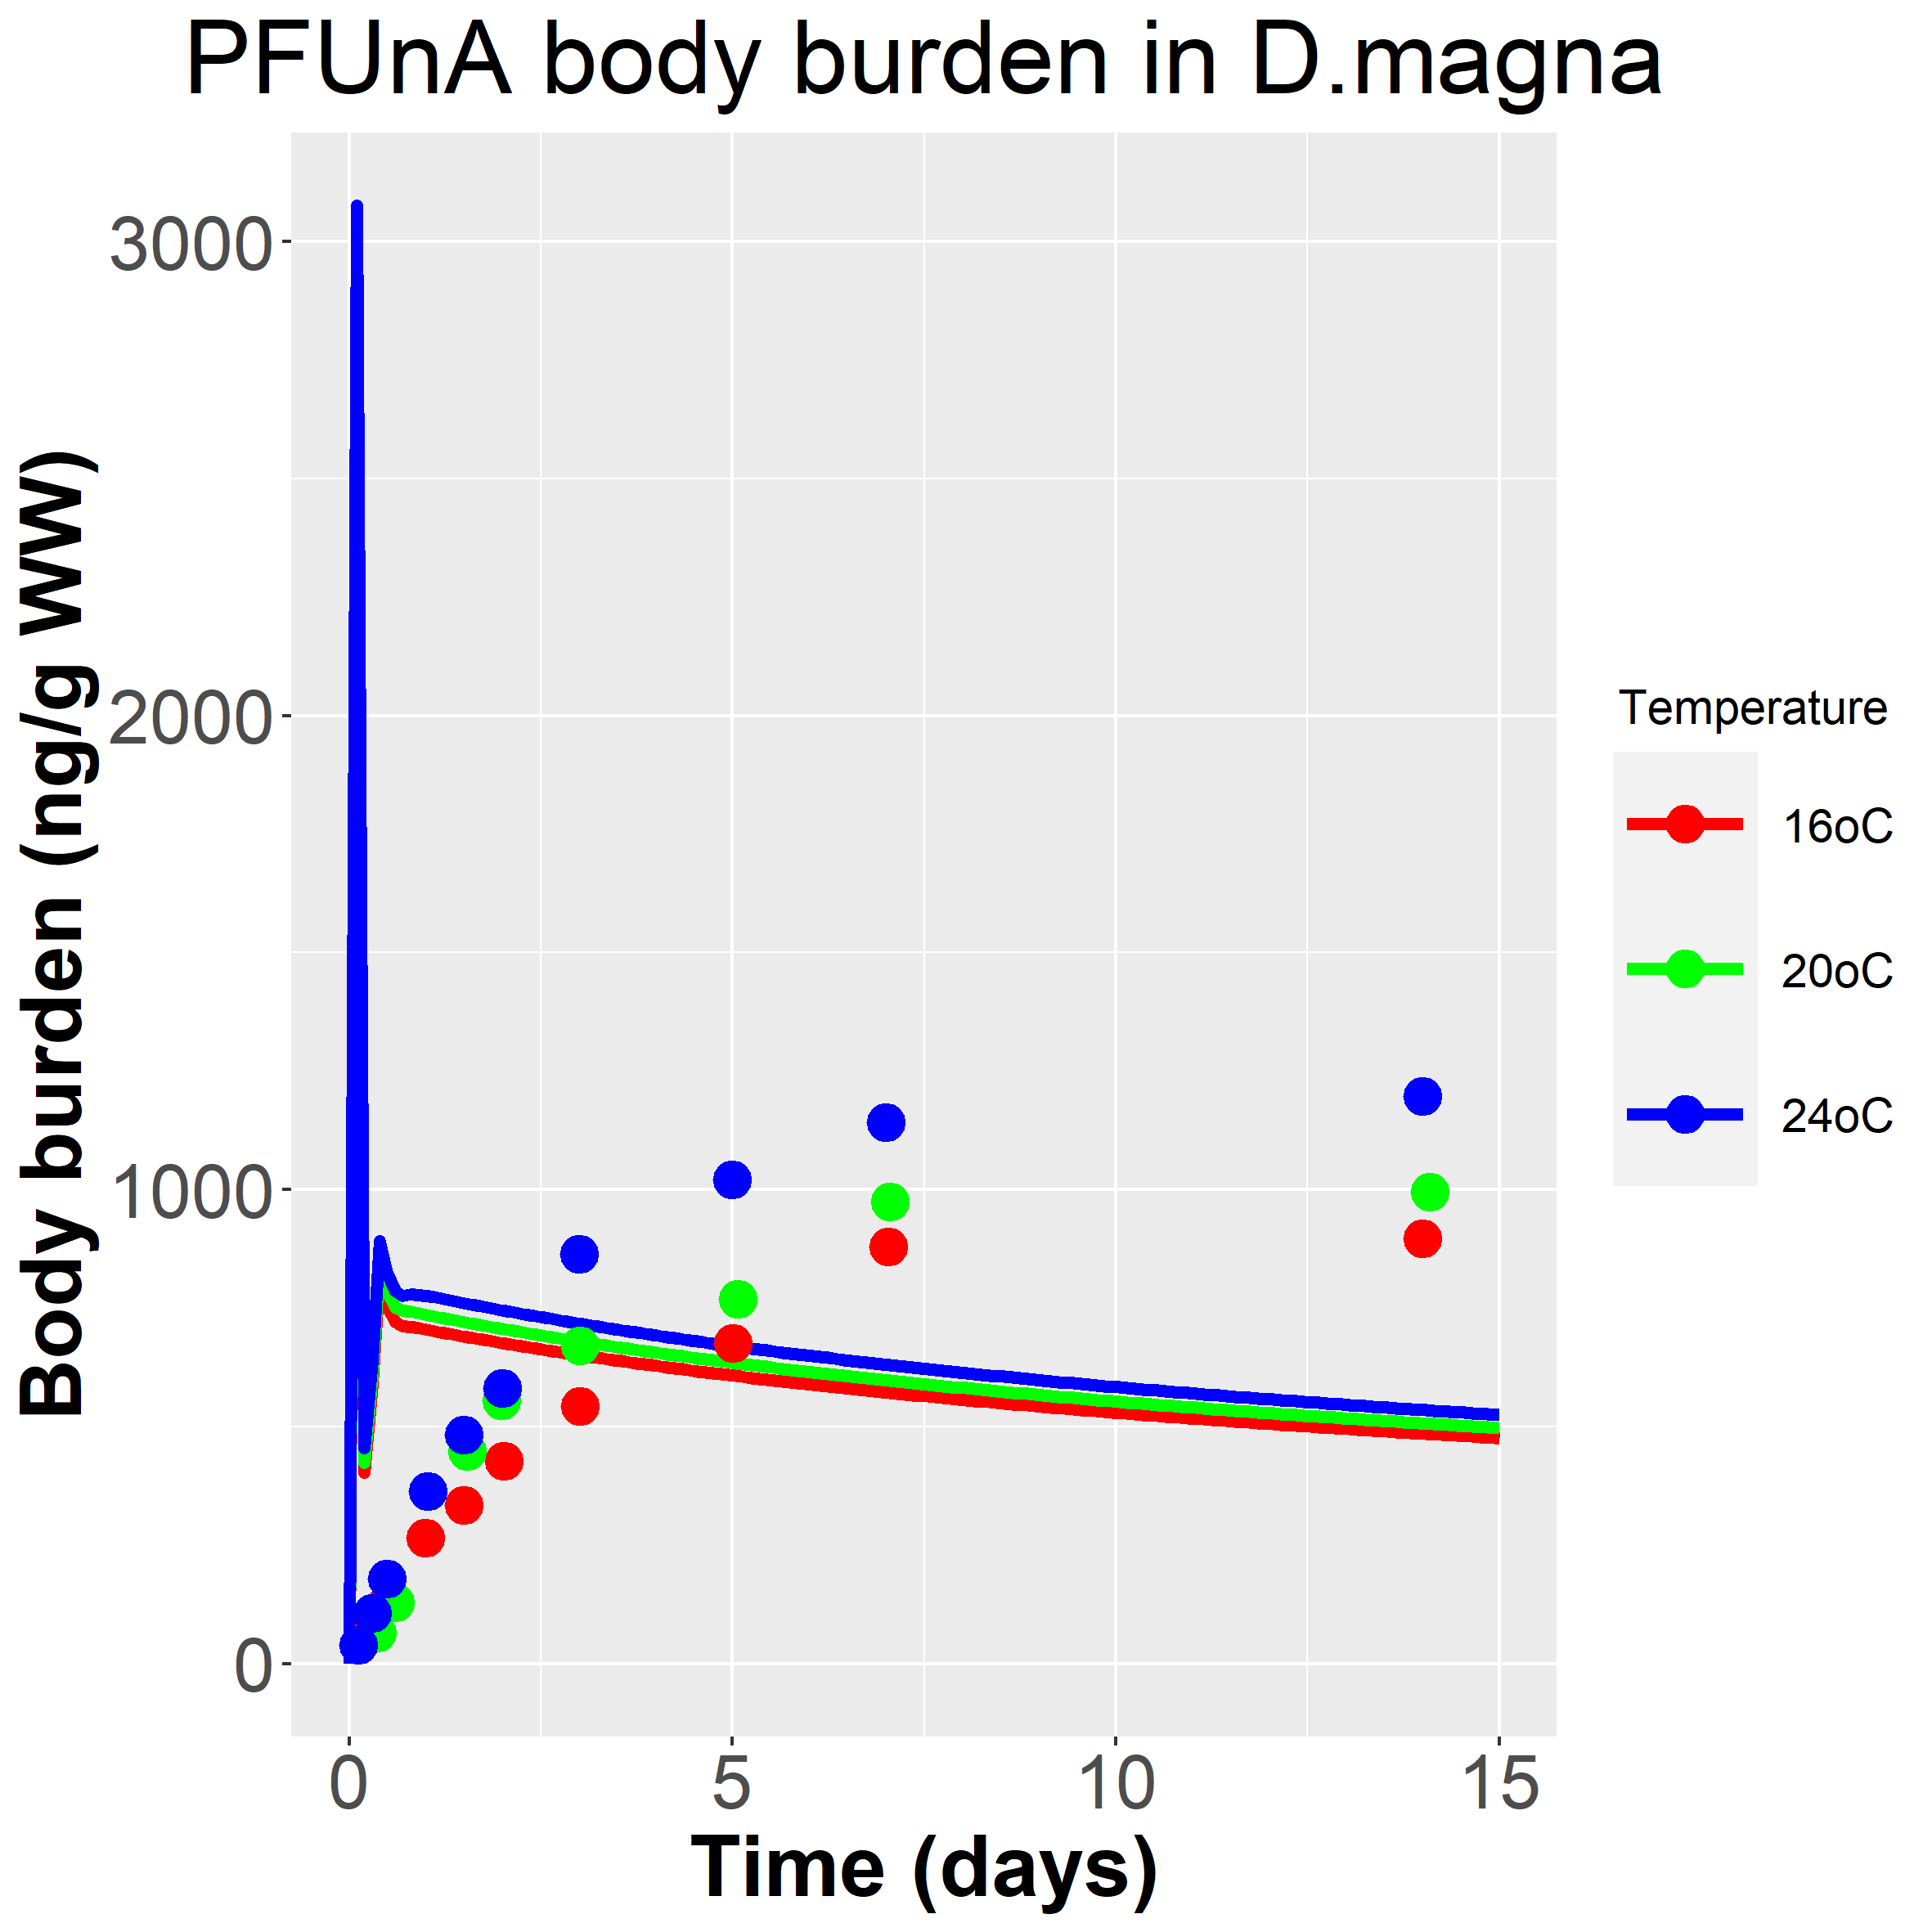 PFUnA body burden in D.magna
Body burden (ng/g WW)
3000
2000
1000
0
0 5 10 15
Time (days)
Temperature
16oC
20oC
24oC